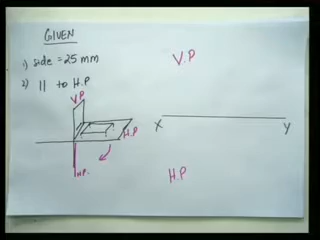 GIVEN
1) side = 25 mm
2) || to H.P
V.P
H.P
H.P.
V.P
X
Y
H.P